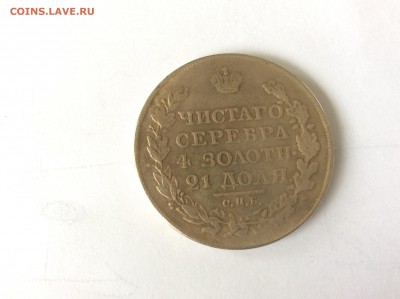 COINS.LAVE.RU
ЧИСТАГО
СЕРЕБРА
4 ЗОЛОТН.
21 ДОЛЯ
С.П.Б.